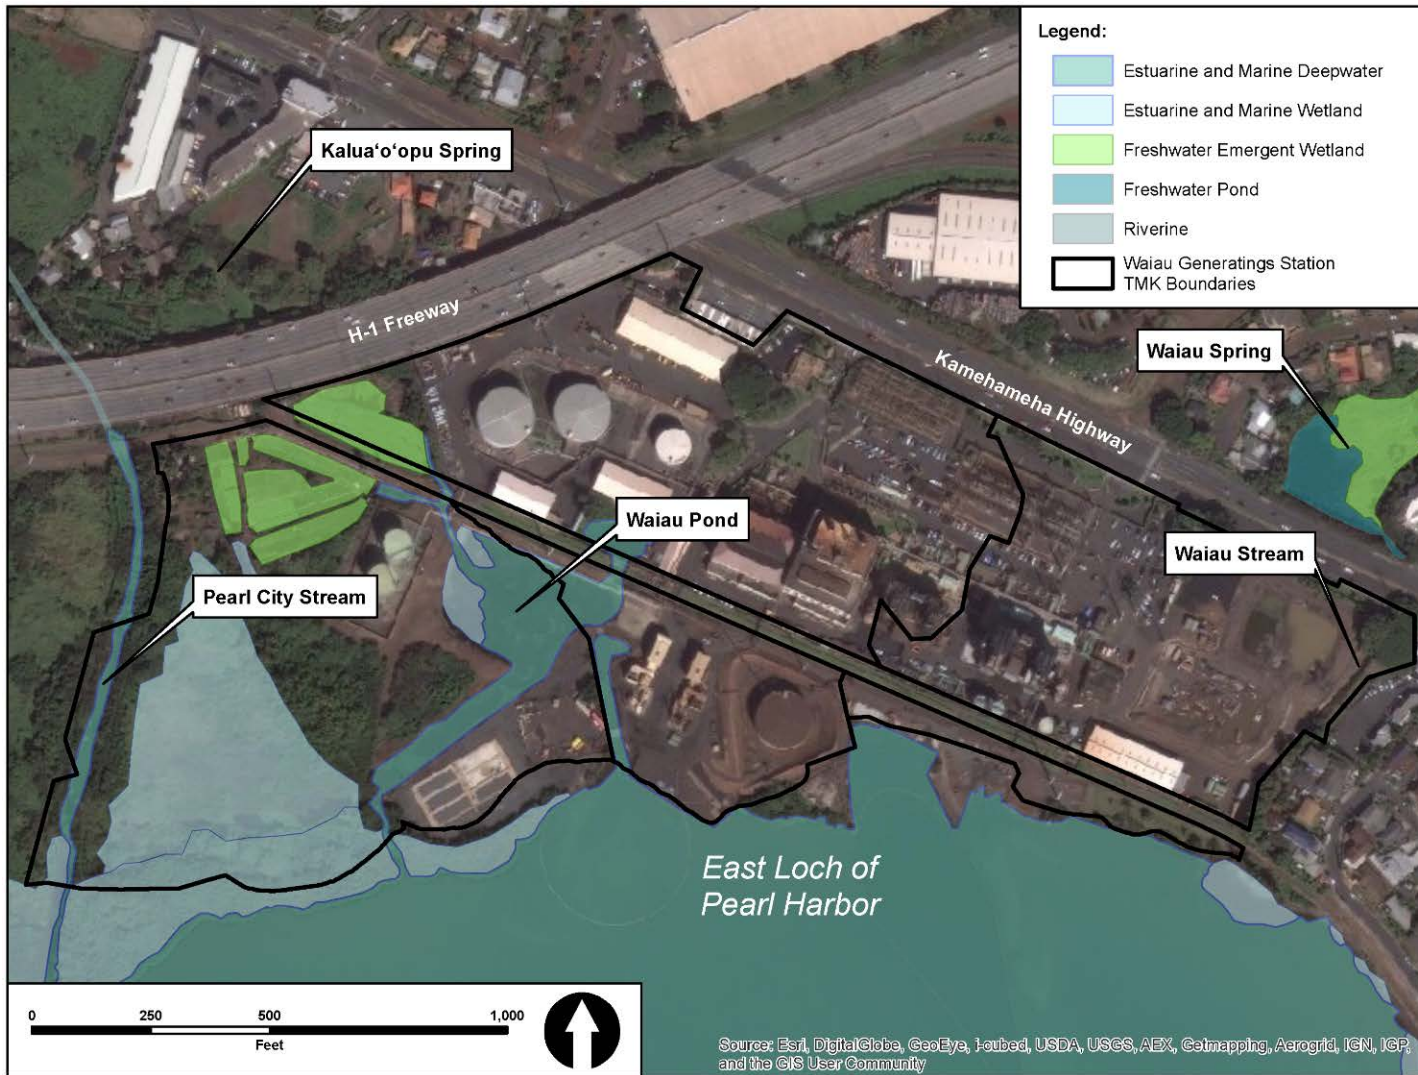 Legend:
Estuarine and Marine Deepwater
Estuarine and Marine Wetland
Freshwater Emergent Wetland
Freshwater Pond
Riverine
Waiau Generatings Station
TMK Boundaries
Kalua‘o‘opu Spring
H-1 Freeway
Kamehameha Highway
Waiau Spring
Waiau Pond
Waiau Stream
Pearl City Stream
East Loch of
Pearl Harbor
0 250 500 1,000
Feet
Source: Esri, DigitalGlobe, GeoEye, i-cubed, USDA, USGS, AEX, Getmapping, Aerogrid, IGN, IGP,
and the GIS User Community